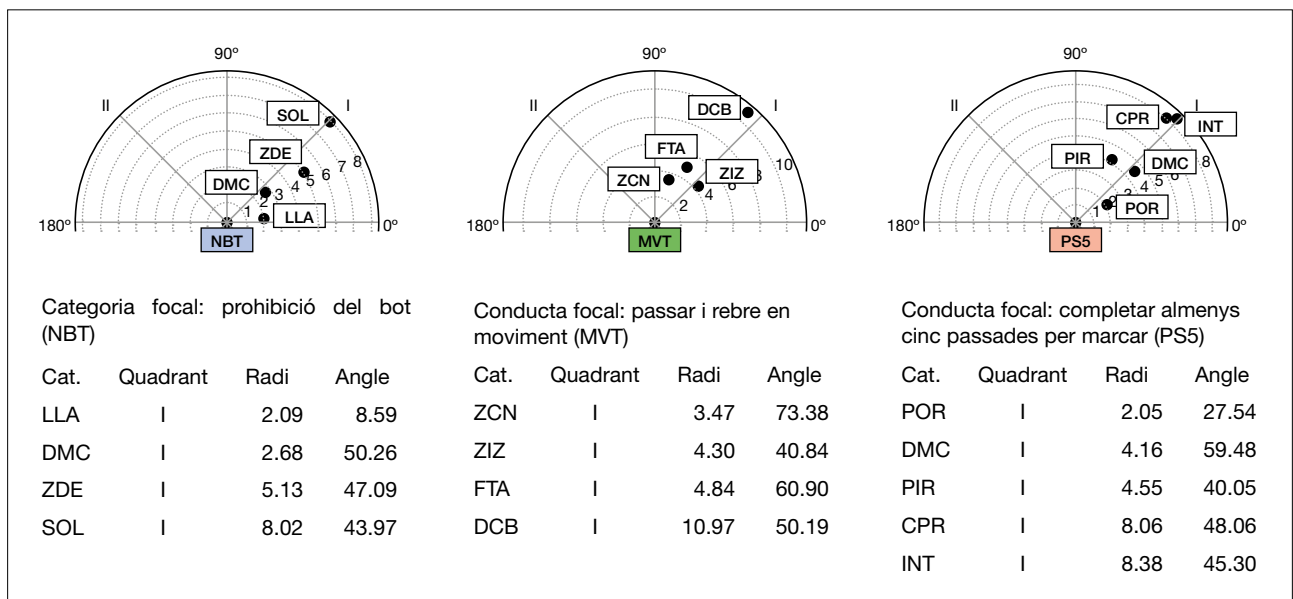 90º
II
I
SOL
ZDE
DMC
LLA
1 2 3 4 5 6 7 8
180º
0º
NBT
90º
II
I
DCB
FTA
ZCN
ZIZ
2 4 6 8 10
180º
0º
MVT
90º
II
I
CPR
INT
PIR
DMC
POR
1 2 3 4 5 6 8
180º
0º
PS5
Categoria focal: prohibició del bot
(NBT)
Cat. Quadrant Radi Angle
LLA I 2.09 8.59
DMC I 2.68 50.26
ZDE I 5.13 47.09
SOL I 8.02 43.97
Conducta focal: passar i rebre en
moviment (MVT)
Cat. Quadrant Radi Angle
ZCN I 3.47 73.38
ZIZ I 4.30 40.84
FTA I 4.84 60.90
DCB I 10.97 50.19
Conducta focal: completar almenys
cinc passades per marcar (PS5)
Cat. Quadrant Radi Angle
POR I 2.05 27.54
DMC I 4.16 59.48
PIR I 4.55 40.05
CPR I 8.06 48.06
INT I 8.38 45.30